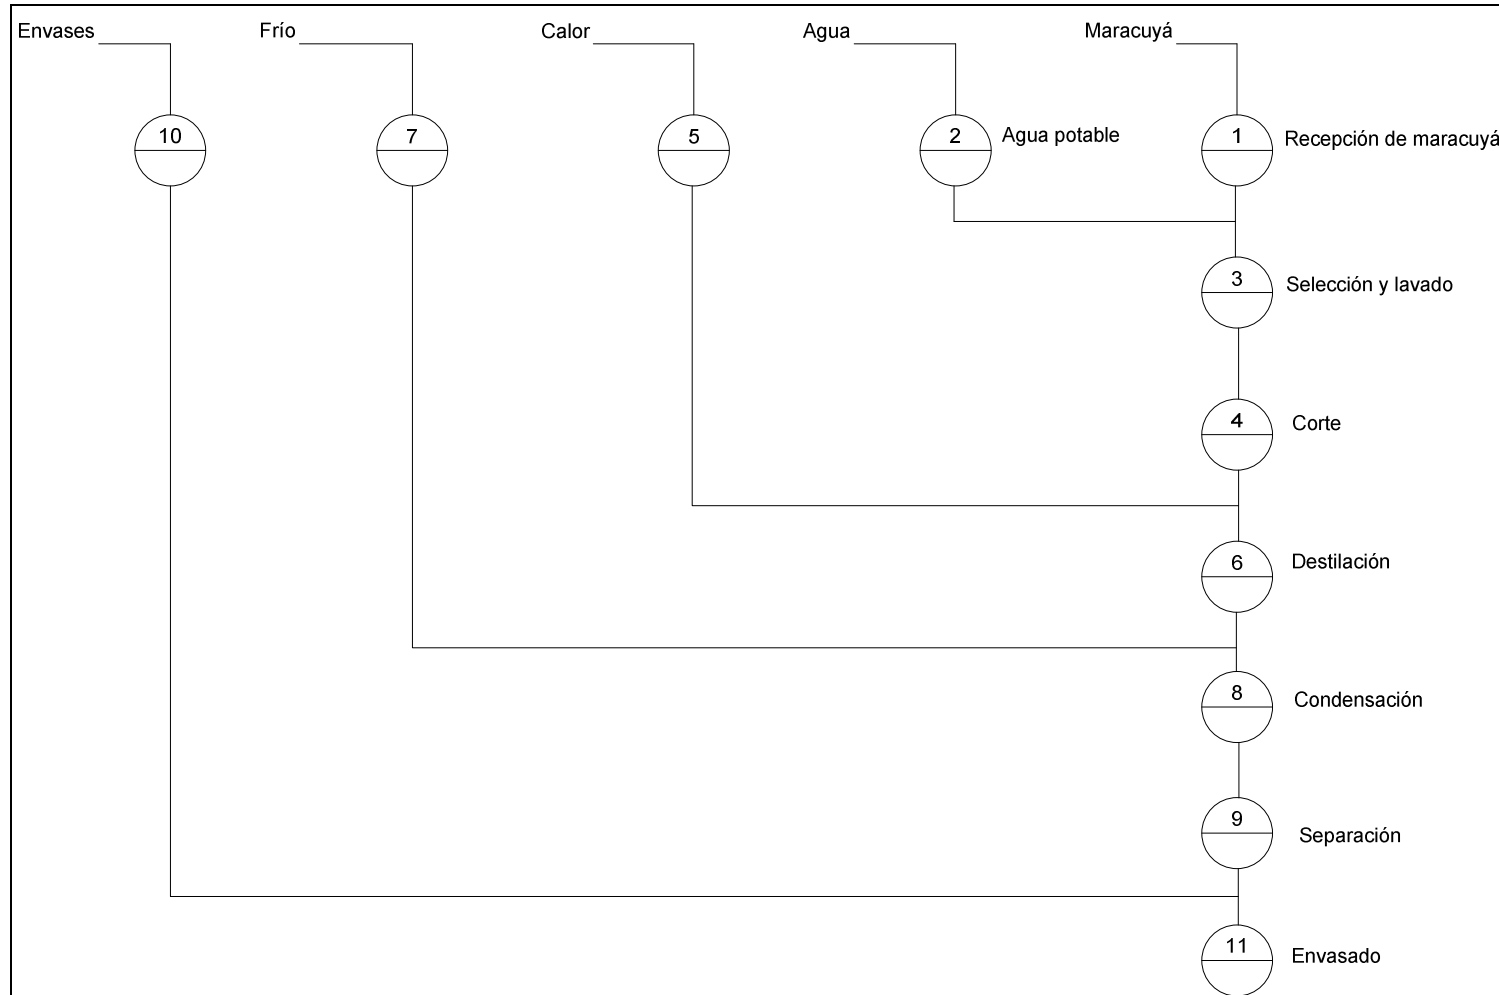 Envases Frío Calor Agua Maracuyá
10 7 5 2 Agua potable 1 Recepción de maracuyá
3 Selección y lavado
4 Corte
6 Destilación
8 Condensación
9 Separación
11 Envasado